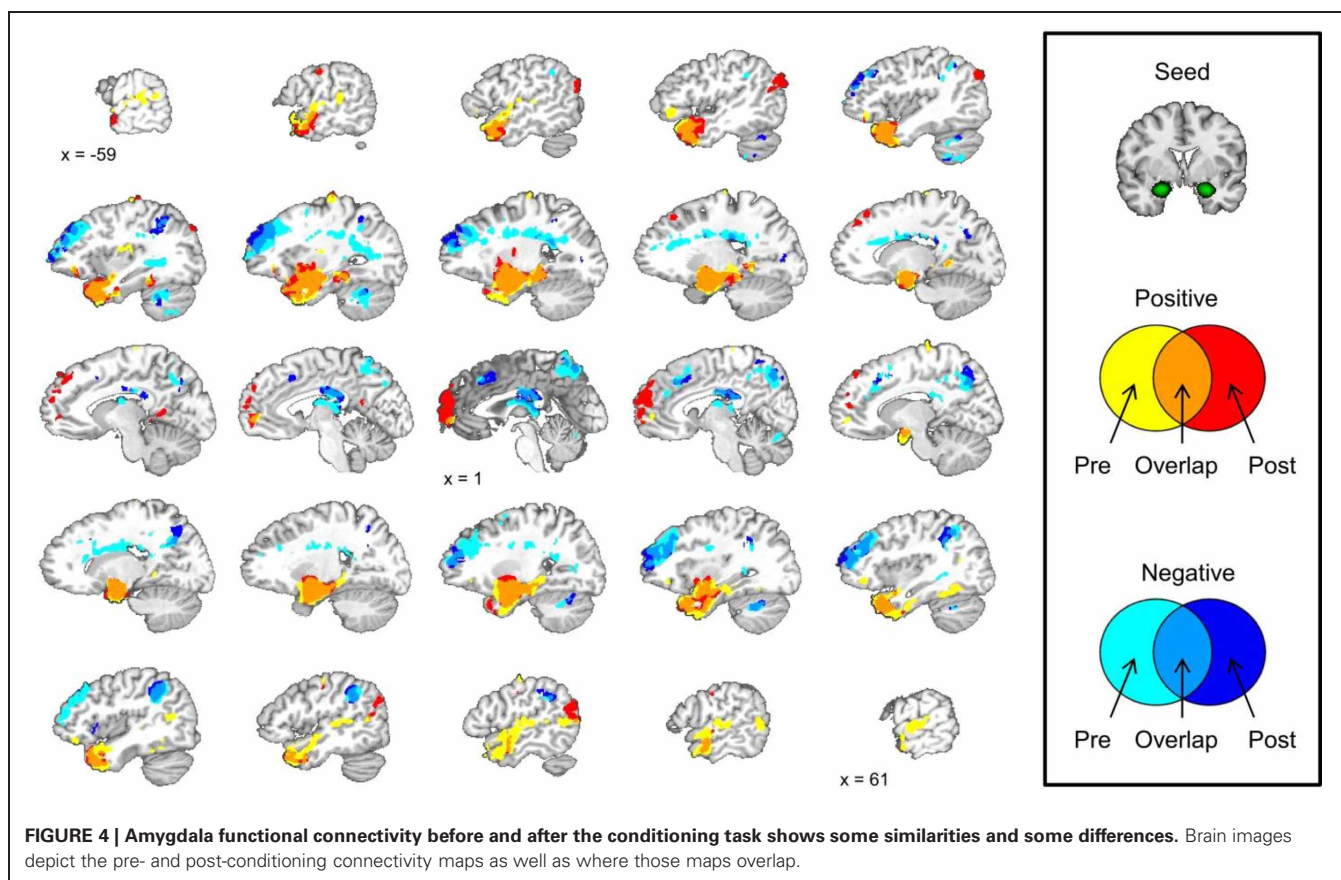 x = -59
x = 1
x = 61
Seed
Positive
Pre Overlap Post
Negative
Pre Overlap Post
FIGURE 4 | Amygdala functional connectivity before and after the conditioning task shows some similarities and some differences. Brain images
depict the pre- and post-conditioning connectivity maps as well as where those maps overlap.